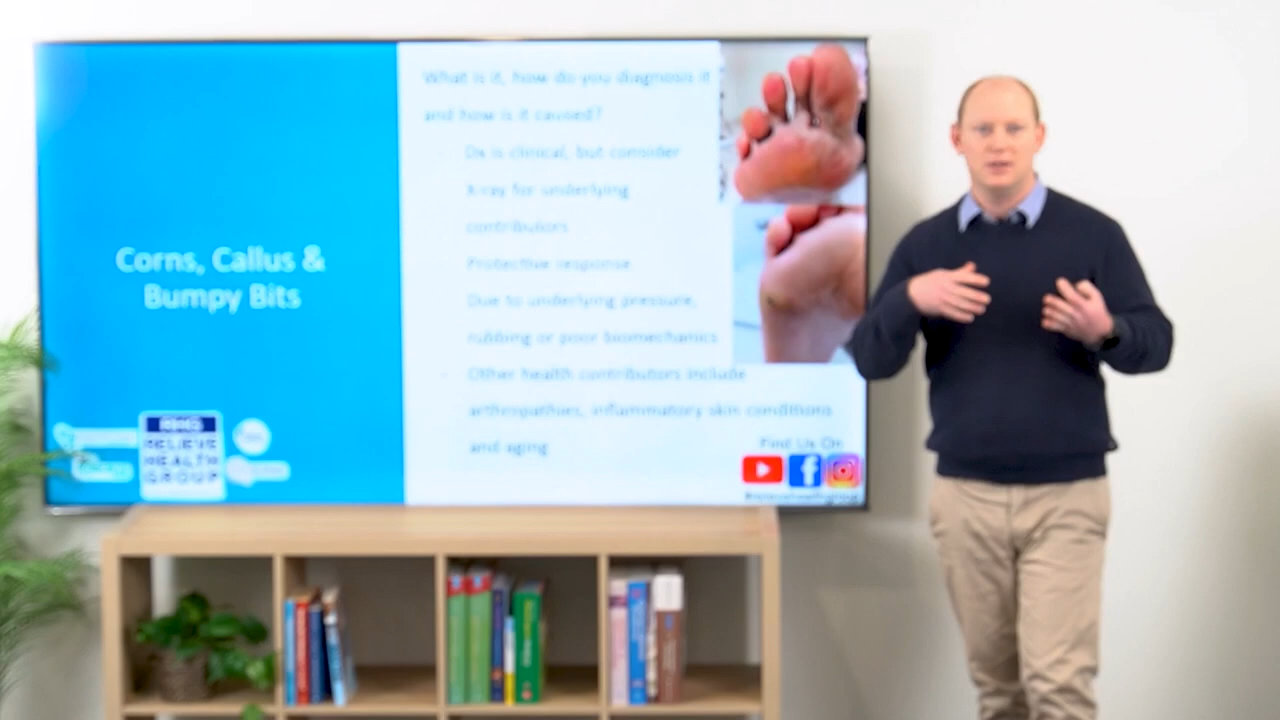 Corns, Callus &
Bumpy Bits
What is it, how do you diagnosis it
and how is it caused?
Dx is clinical, but consider
X-ray for underlying
contributors
Protective response
Due to underlying pressure,
rubbing or poor biomechanics
- Other health contributors include
arthropathies, inflammatory skin conditions
and aging
RHG
RELIEVE
HEALTH
GROUP
Find Us On